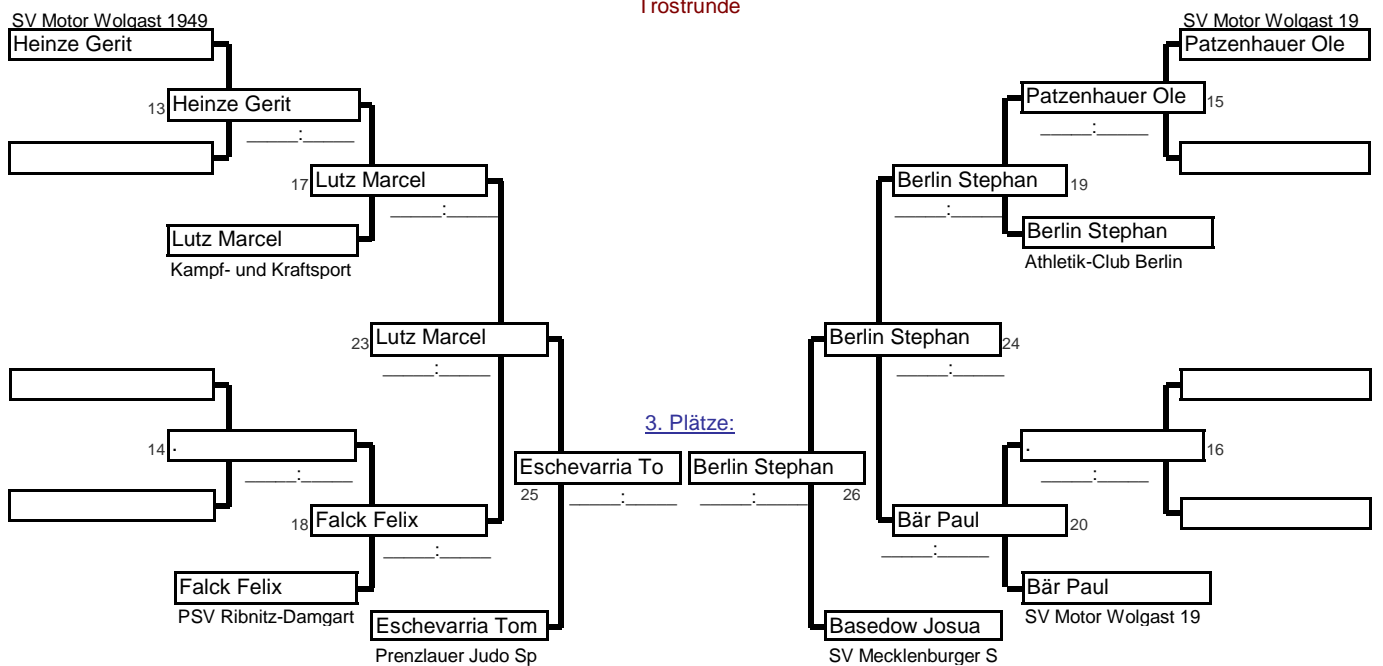 Trostrunde
SV Motor Wolgast 1949
SV Motor Wolgast 19
Heinze Gerit
Patzenhauer Ole
13 Heinze Gerit
Patzenhauer Ole 15
_____:_____
_____:_____
17 Lutz Marcel
Berlin Stephan 19
_____:_____
_____:_____
Lutz Marcel
Berlin Stephan
Kampf- und Kraftsport
Athletik-Club Berlin
23 Lutz Marcel
Berlin Stephan 24
_____:_____
_____:_____
3. Plätze:
14 .
. 16
Eschevarria To
Berlin Stephan
_____:_____
_____:_____
25 _____:_____
_____:_____ 26
18 Falck Felix
Bär Paul 20
_____:_____
_____:_____
Falck Felix
Bär Paul
PSV Ribnitz-Damgart
SV Motor Wolgast 19
Eschevarria Tom
Basedow Josua
Prenzlauer Judo Sp
SV Mecklenburger S